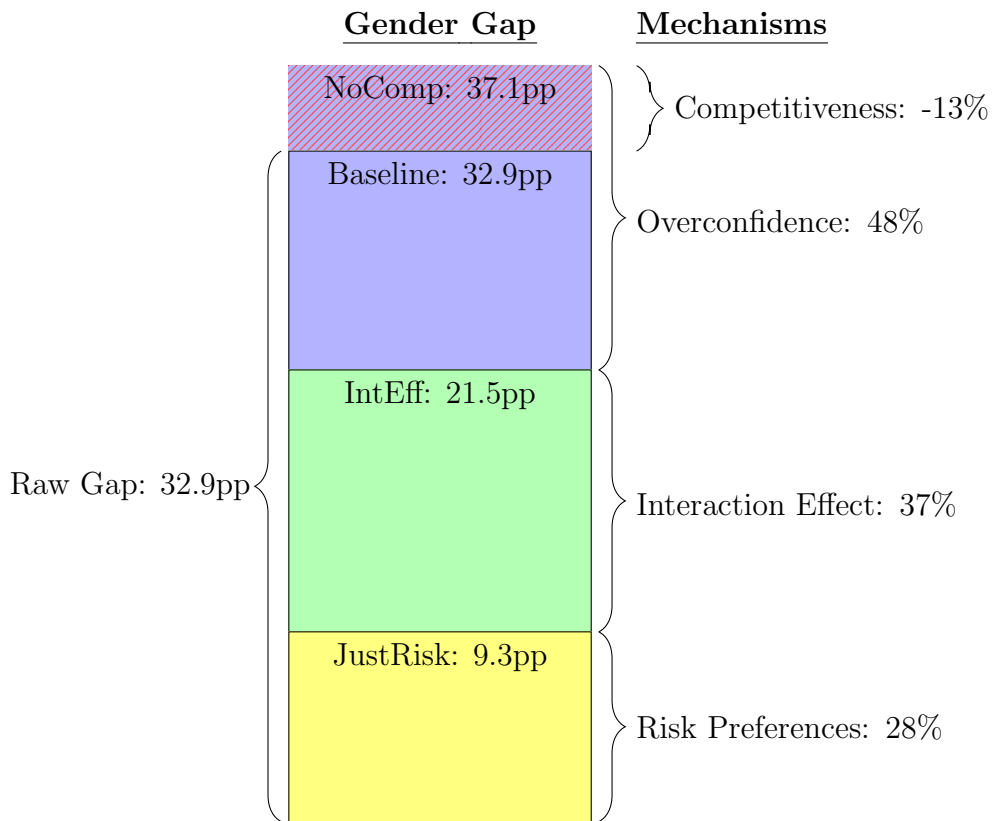 Gender Gap
Mechanisms
NoComp: 37.1pp
Competitiveness: -13%
Baseline: 32.9pp
Overconfidence: 48%
IntEff: 21.5pp
Raw Gap: 32.9pp
Interaction Effect: 37%
JustRisk: 9.3pp
Risk Preferences: 28%